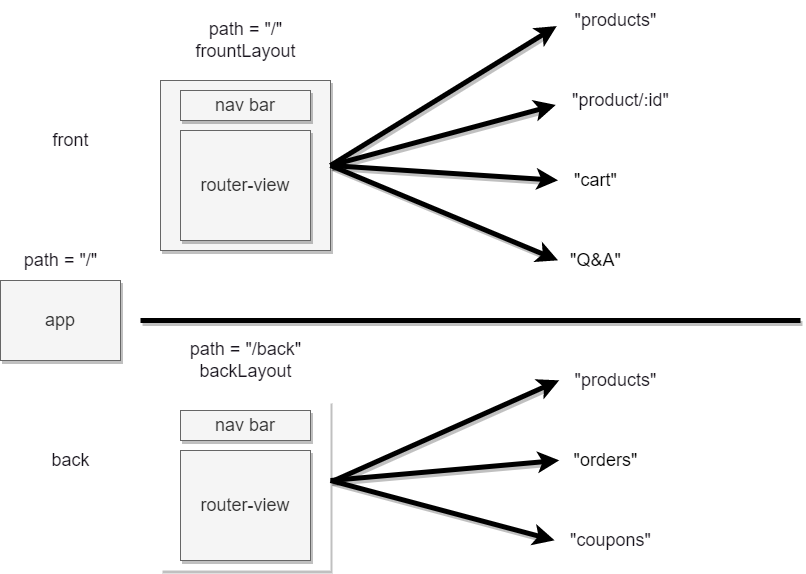 path = "/"
frountLayout
nav bar
router-view
front
"products"
"product/:id"
"cart"
"Q&A"
path = "/"
app
path = "/back"
backLayout
nav bar
router-view
back
"products"
"orders"
"coupons"